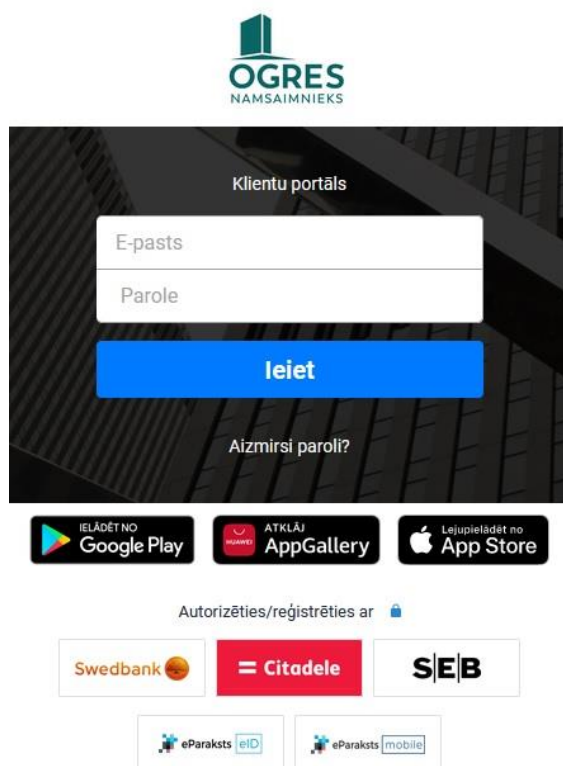 OGRES
NAMSAIMNIEKS
Klientu portāls
E-pasts
Parole
Ieiet
Aizmirsi paroli?
IELĀDĒT NO
Google Play
HUAWEI
ATKLĀJ
AppGallery
Lejupielādēt no
App Store
Autorizēties/reģistrēties ar
Swedbank
Citadele
S|E|B
eParaksts eID
eParaksts mobile